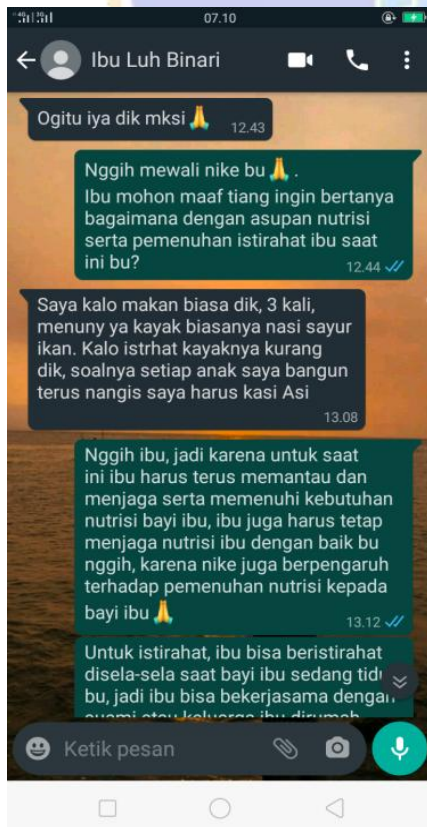 07.10
Ibu Luh Binari
Ogitu iya dik mksi🙏
12.43
Nggih mewali nike bu🙏 .
Ibu mohon maaf tiang ingin bertanya
bagaimana dengan asupan nutrisi
serta pemenuhan istirahat ibu saat
ini bu?
12.44
Saya kalo makan biasa dik, 3 kali,
menuny ya kayak biasanya nasi sayur
ikan. Kalo istrhat kayaknya kurang
dik, soalnya setiap anak saya bangun
terus nangis saya harus kasi Asi
13.08
Nggih ibu, jadi karena untuk saat
ini ibu harus terus memantau dan
menjaga serta memenuhi kebutuhan
nutrisi bayi ibu, ibu juga harus tetap
menjaga nutrisi ibu dengan baik bu
nggih, karena nike juga berpengaruh
terhadap pemenuhan nutrisi kepada
bayi ibu🙏
13.12
Untuk istirahat, ibu bisa beristirahat
disela-sela saat bayi ibu sedang
bu, jadi ibu bisa bekerjasama dengan
Ketik pesan